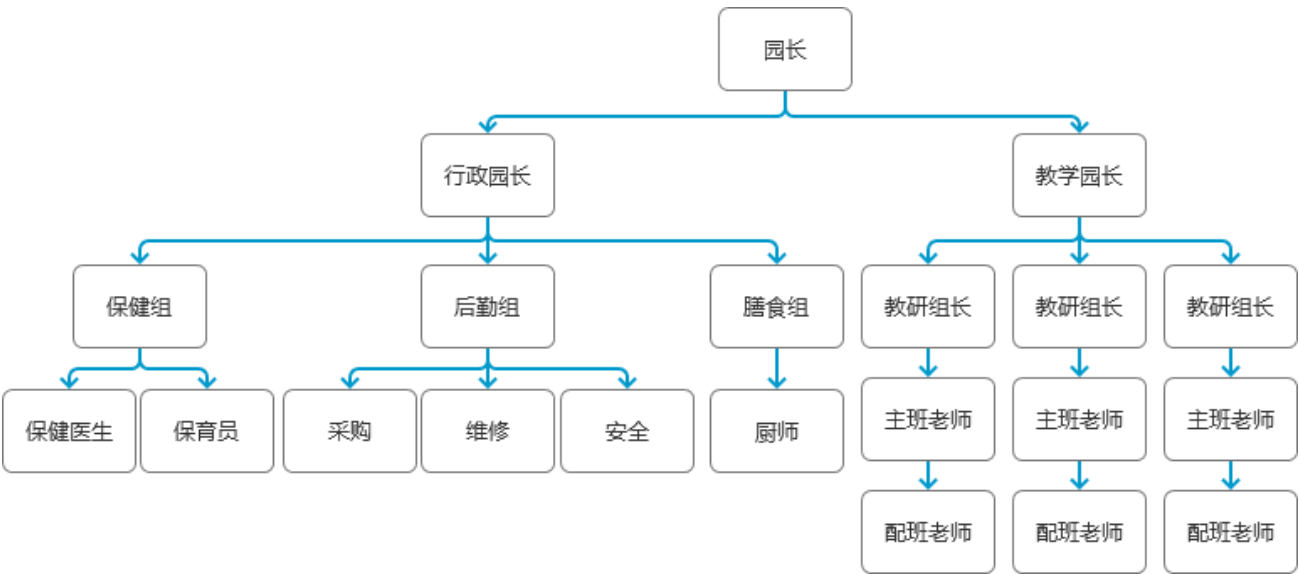 园长
行政园长
教学园长
保健组
后勤组
膳食组
教研组长
教研组长
教研组长
保健医生
保育员
采购
维修
安全
厨师
主班老师
主班老师
主班老师
配班老师
配班老师
配班老师